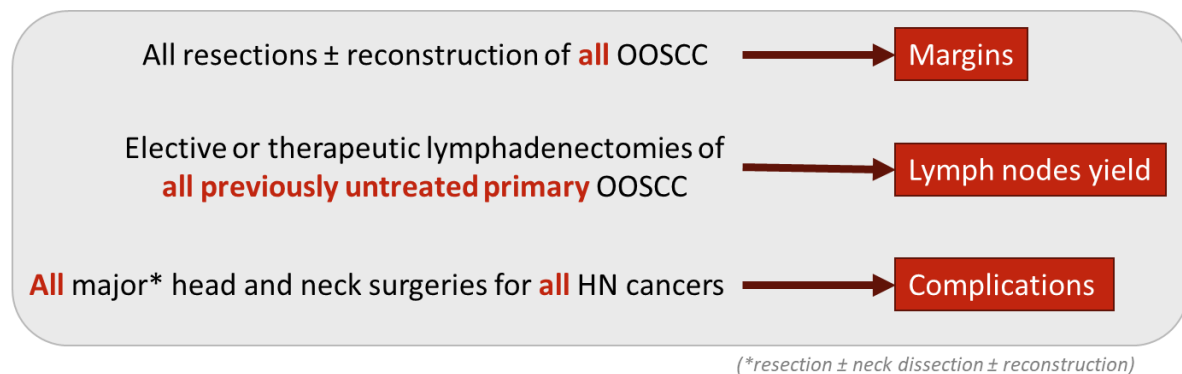 All resections ± reconstruction of all OOSCC
Margins
Elective or therapeutic lymphadenectomies of
all previously untreated primary OOSCC
Lymph nodes yield
All major* head and neck surgeries for all HN cancers
Complications
(*resection ± neck dissection ± reconstruction)